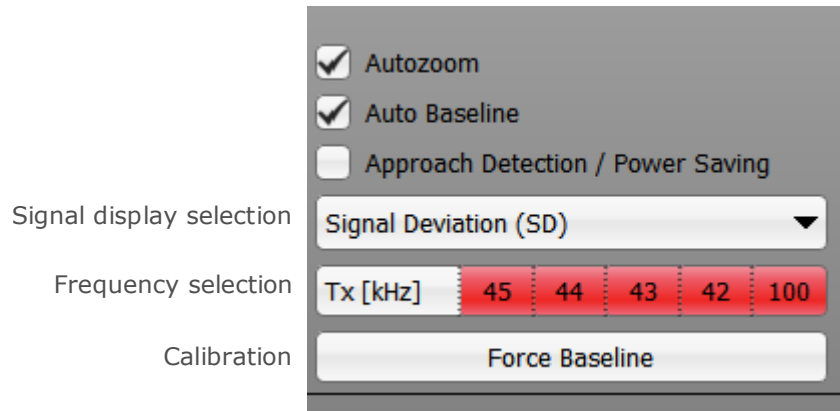 Autozoom
Auto Baseline
Approach Detection / Power Saving
Signal display selection Signal Deviation (SD)
Frequency selection Tx [kHz] 45 44 43 42 100
Calibration Force Baseline